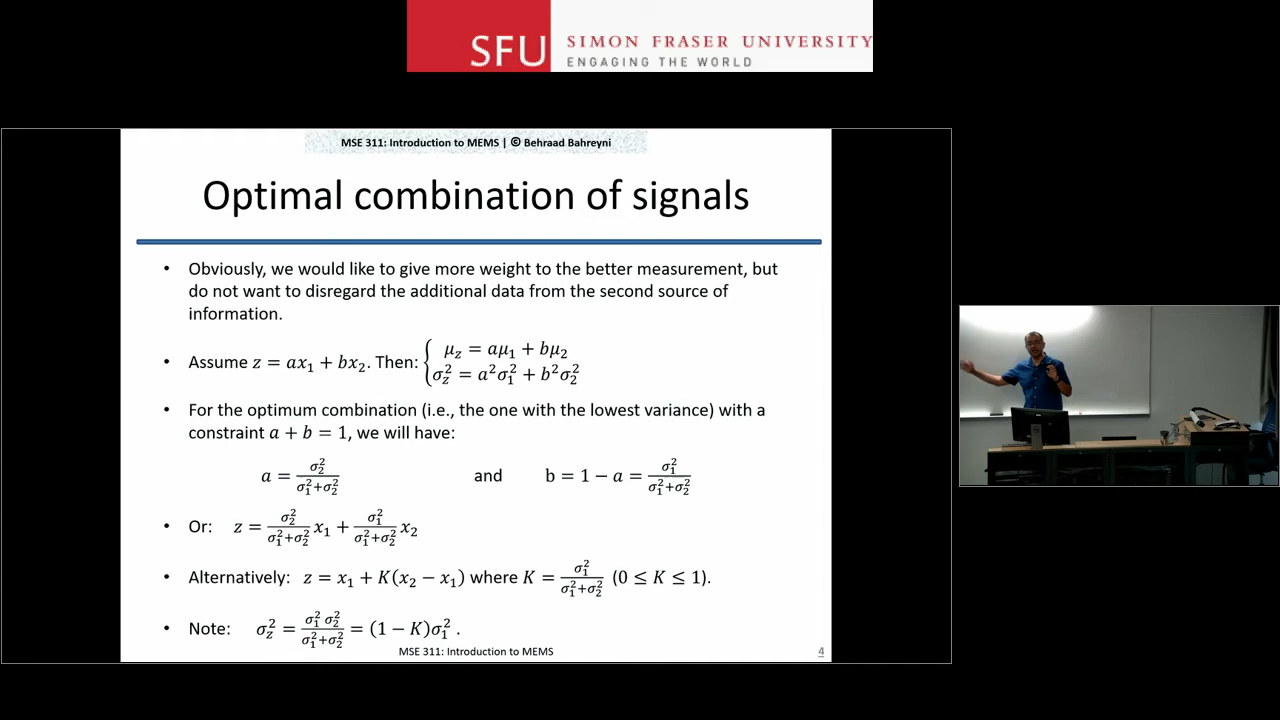 SFU SIMON FRASER UNIVERSITY
ENGAGING THE WORLD
MSE 311: Introduction to MEMS | © Behraad Bahreyni
Optimal combination of signals
• Obviously, we would like to give more weight to the better measurement, but
do not want to disregard the additional data from the second source of
information.
• Assume z = ax₁ + bx₂. Then: { μ_z = aμ₁ + bμ₂
σ_z² = a²σ₁² + b²σ₂²
• For the optimum combination (i.e., the one with the lowest variance) with a
constraint a + b = 1, we will have:
a = σ₂²/(σ₁²+σ₂²) and b = 1 − a = σ₁²/(σ₁²+σ₂²)
• Or: z = σ₂²/(σ₁²+σ₂²) x₁ + σ₁²/(σ₁²+σ₂²) x₂
• Alternatively: z = x₁ + K(x₂ − x₁) where K = σ₁²/(σ₁²+σ₂²) (0 ≤ K ≤ 1).
• Note: σ_z² = σ₁² σ₂²/(σ₁²+σ₂²) = (1 − K)σ₁² .
MSE 311: Introduction to MEMS 4